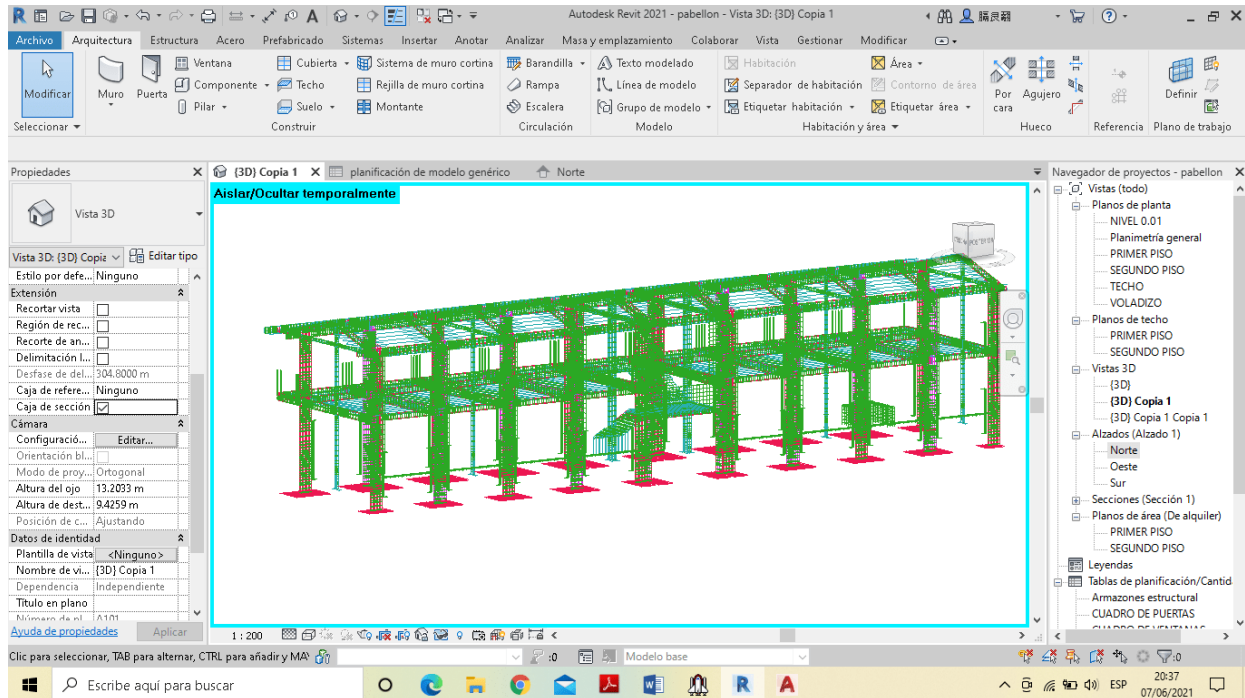 Autodesk Revit 2021 - pabellon - Vista 3D: {3D} Copia 1
Archivo Arquitectura Estructura Acero Prefabricado Sistemas Insertar Anotar Analizar Masa y emplazamiento Colaborar Vista Gestionar Modificar
Modificar
Muro
Puerta
Ventana
Componente
Pilar
Cubierta
Techo
Suelo
Sistema de muro cortina
Rejilla de muro cortina
Montante
Barandilla
Rampa
Escalera
Texto modelado
Línea de modelo
Grupo de modelo
Habitación
Separador de habitación
Etiquetar habitación
Área
Contorno de área
Etiquetar área
Por cara
Agujero
Definir
Seleccionar
Construir
Circulación
Modelo
Habitación y área
Hueco
Referencia
Plano de trabajo
Propiedades
{3D} Copia 1
planificación de modelo genérico
Norte
Navegador de proyectos - pabellon
Vista 3D
Vista 3D: {3D} Copia
Editar tipo
Estilo por defe... Ninguno
Extensión
Recortar vista
Región de rec...
Recorte de an...
Delimitación l...
Desfase de del... 304.8000 m
Caja de refere... Ninguno
Caja de sección
Cámara
Configuració... Editar...
Orientación bl...
Modo de proy... Ortogonal
Altura del ojo 13.2033 m
Altura de dest... 9.4259 m
Posición de c... Ajustando
Datos de identidad
Plantilla de vista <Ninguno>
Nombre de vi... {3D} Copia 1
Dependencia Independiente
Título en plano
Número de pl... A101
Ayuda de propiedades
Aplicar
Aislar/Ocultar temporalmente
Vistas (todo)
Planos de planta
NIVEL 0.01
Planimetría general
PRIMER PISO
SEGUNDO PISO
TECHO
VOLADIZO
Planos de techo
PRIMER PISO
SEGUNDO PISO
Vistas 3D
{3D}
{3D} Copia 1
{3D} Copia 1 Copia 1
Alzados (Alzado 1)
Norte
Oeste
Sur
Secciones (Sección 1)
Planos de área (De alquiler)
PRIMER PISO
SEGUNDO PISO
Leyendas
Tablas de planificación/Cantid
Armazones estructural
CUADRO DE PUERTAS
CUADRO DE VENTANAS
1 : 200
Clic para seleccionar, TAB para alternar, CTRL para añadir y MAY
:0
Modelo base
:0
Escribe aquí para buscar
ESP
20:37
07/06/2021